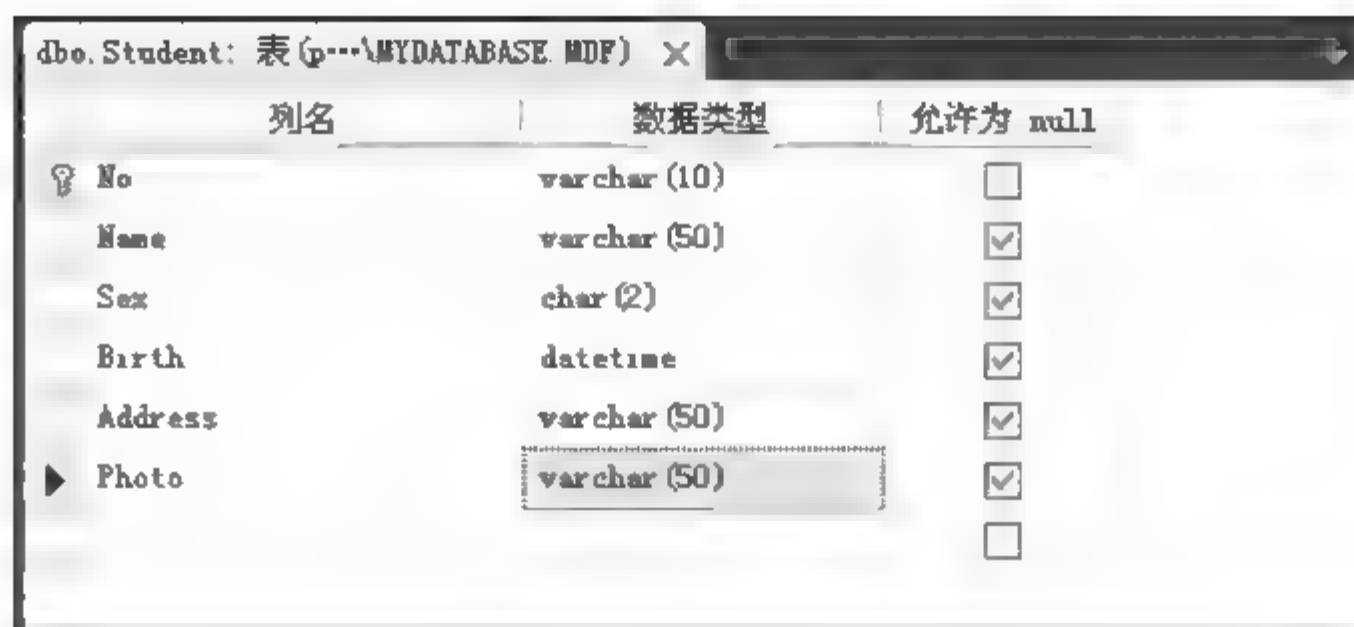 dbo.Student: 表(p...\MYDATABASE.MDF)
列名 数据类型 允许为 null
No varchar(10)
Name varchar(50)
Sex char(2)
Birth datetime
Address varchar(50)
Photo varchar(50)